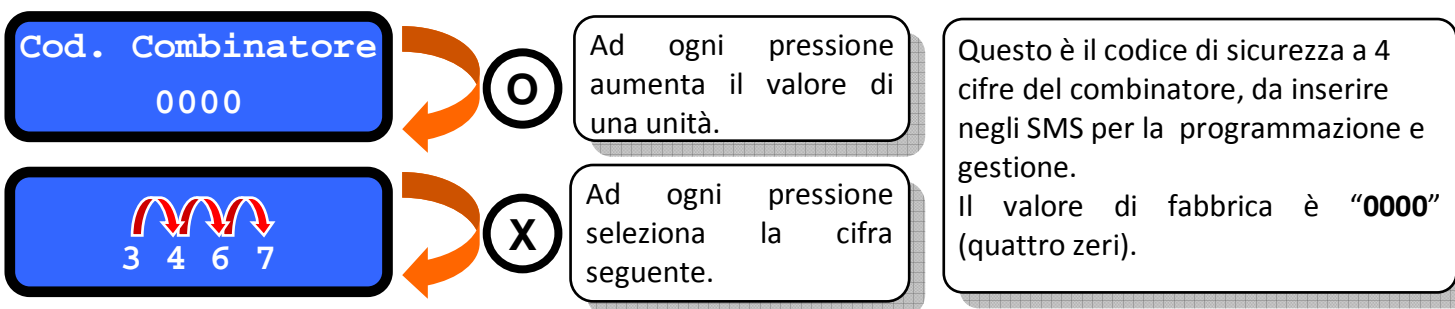 Cod. Combinatore
0000
O
Ad ogni pressione
aumenta il valore di
una unità.
3 4 6 7
X
Ad ogni pressione
seleziona la cifra
seguente.
Questo è il codice di sicurezza a 4
cifre del combinatore, da inserire
negli SMS per la programmazione e
gestione.
Il valore di fabbrica è “0000”
(quattro zeri).